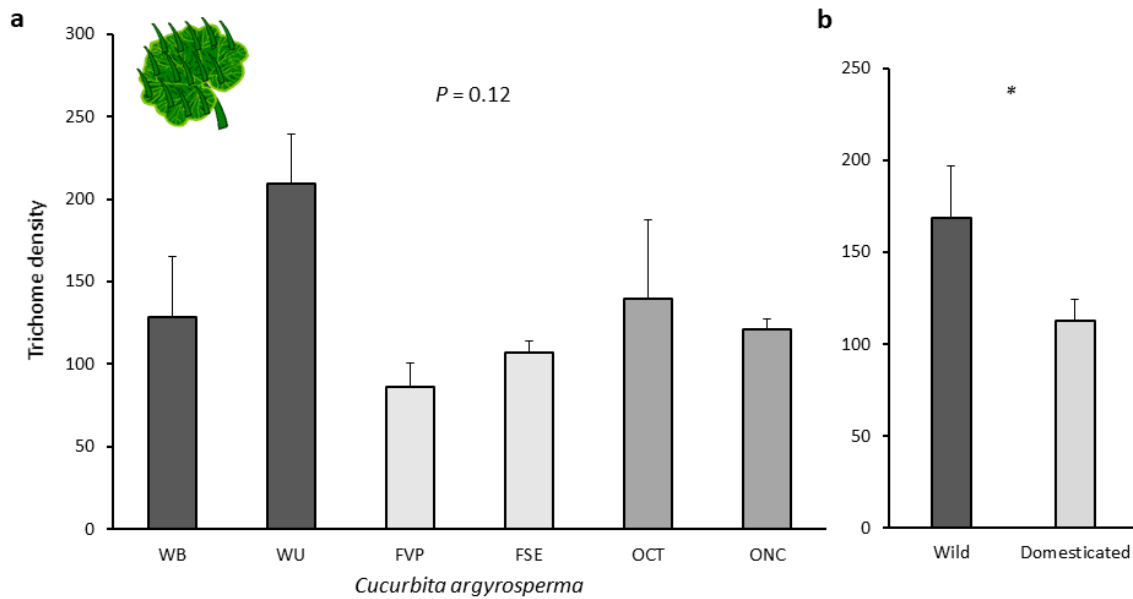 a
300
250
200
150
100
50
0
Trichome density
P = 0.12
WB WU FVP FSE OCT ONC
Cucurbita argyrosperma
b
250
200
150
100
50
0
*
Wild Domesticated